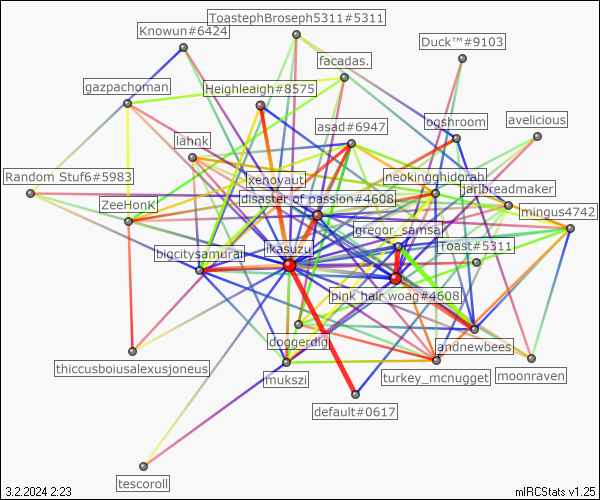 ToastephBroseph5311#5311
Knowun#6424
Duck™#9103
facadas.
gazpachoman
Heighleaigh#8575
ogshroom
avelicious
asad#6947
lahnk
neokingghidorah
Random Stuf6#5983
xenoyaut
jarlbreadmaker
disaster of passion#4608
ZeeHonK
mingus4742
gregor_samsa
bigcitysamurai
ikasuzu
Toast#5311
pink hair woag#4608
doggerdig
andnewbees
thiccusboiusalexusjoneus
mukszi
turkey_mcnugget
moonraven
default#0617
tescoroll
3.2.2024 2:23
mIRCStats v1.25